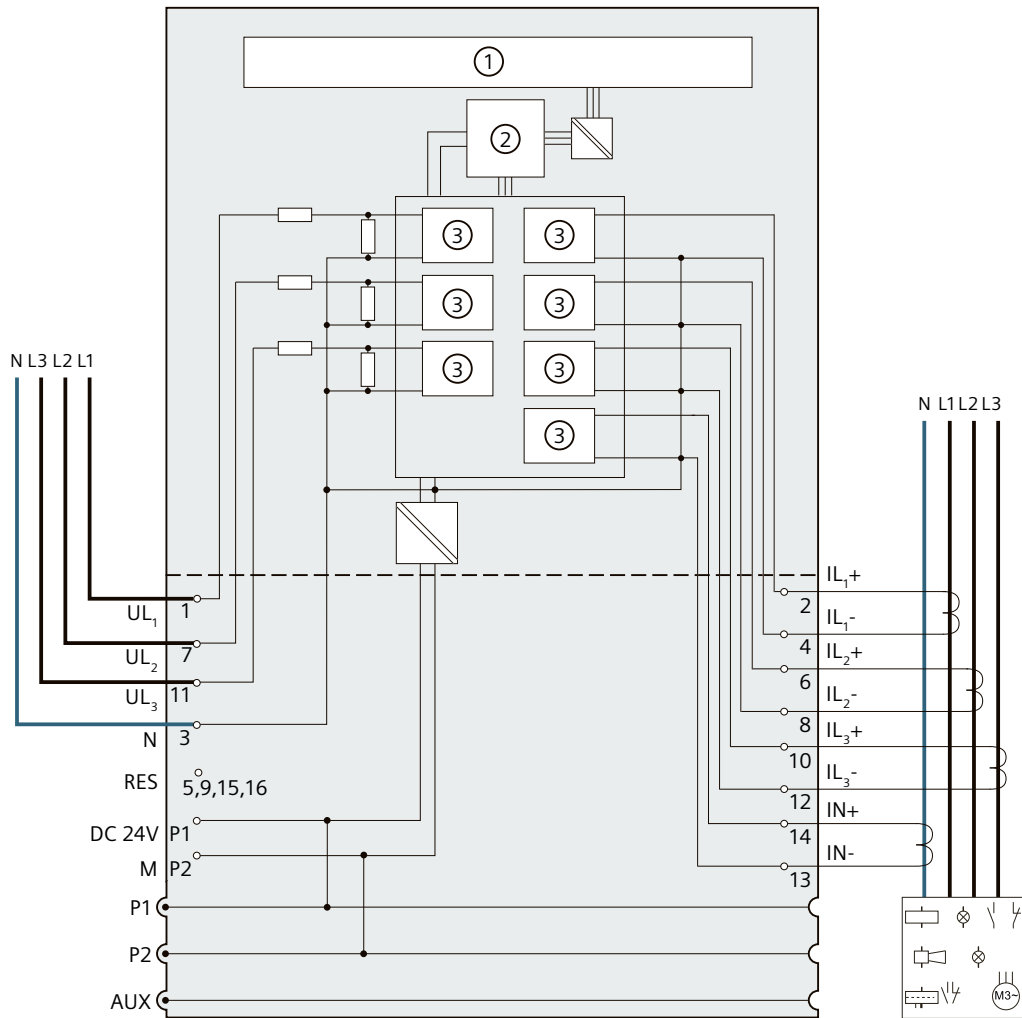 ①
②
③ ③
③ ③
③ ③
③
N L3 L2 L1
N L1 L2 L3
UL₁ 1
UL₂ 7
UL₃ 11
N 3
RES 5,9,15,16
DC 24V P1
M P2
P1
P2
AUX
IL₁+
2
IL₁-
4
IL₂+
6
IL₂-
8
IL₃+
10
IL₃-
12
IN+
14
IN-
13
M3~